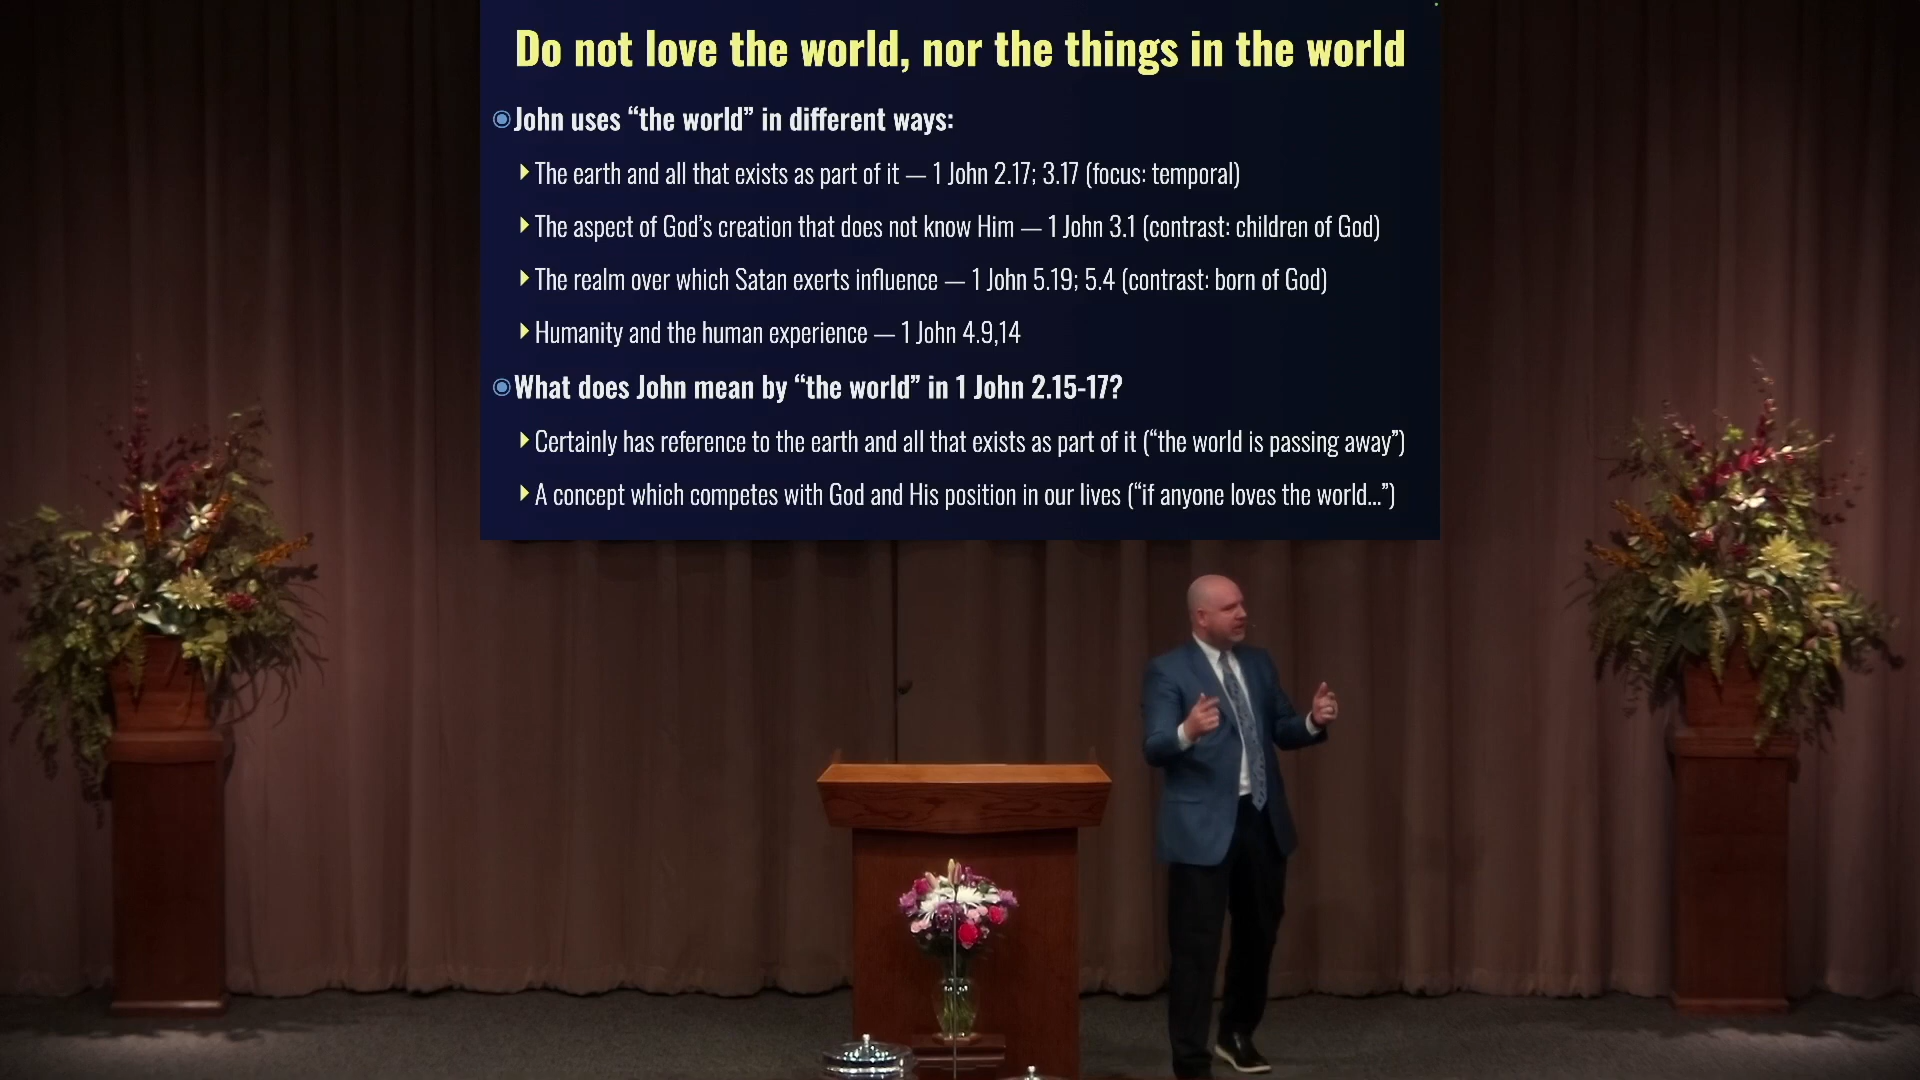 Do not love the world, nor the things in the world
John uses “the world” in different ways:
The earth and all that exists as part of it — 1 John 2.17; 3.17 (focus: temporal)
The aspect of God’s creation that does not know Him — 1 John 3.1 (contrast: children of God)
The realm over which Satan exerts influence — 1 John 5.19; 5.4 (contrast: born of God)
Humanity and the human experience — 1 John 4.9,14
What does John mean by “the world” in 1 John 2.15-17?
Certainly has reference to the earth and all that exists as part of it (“the world is passing away”)
A concept which competes with God and His position in our lives (“if anyone loves the world...”)